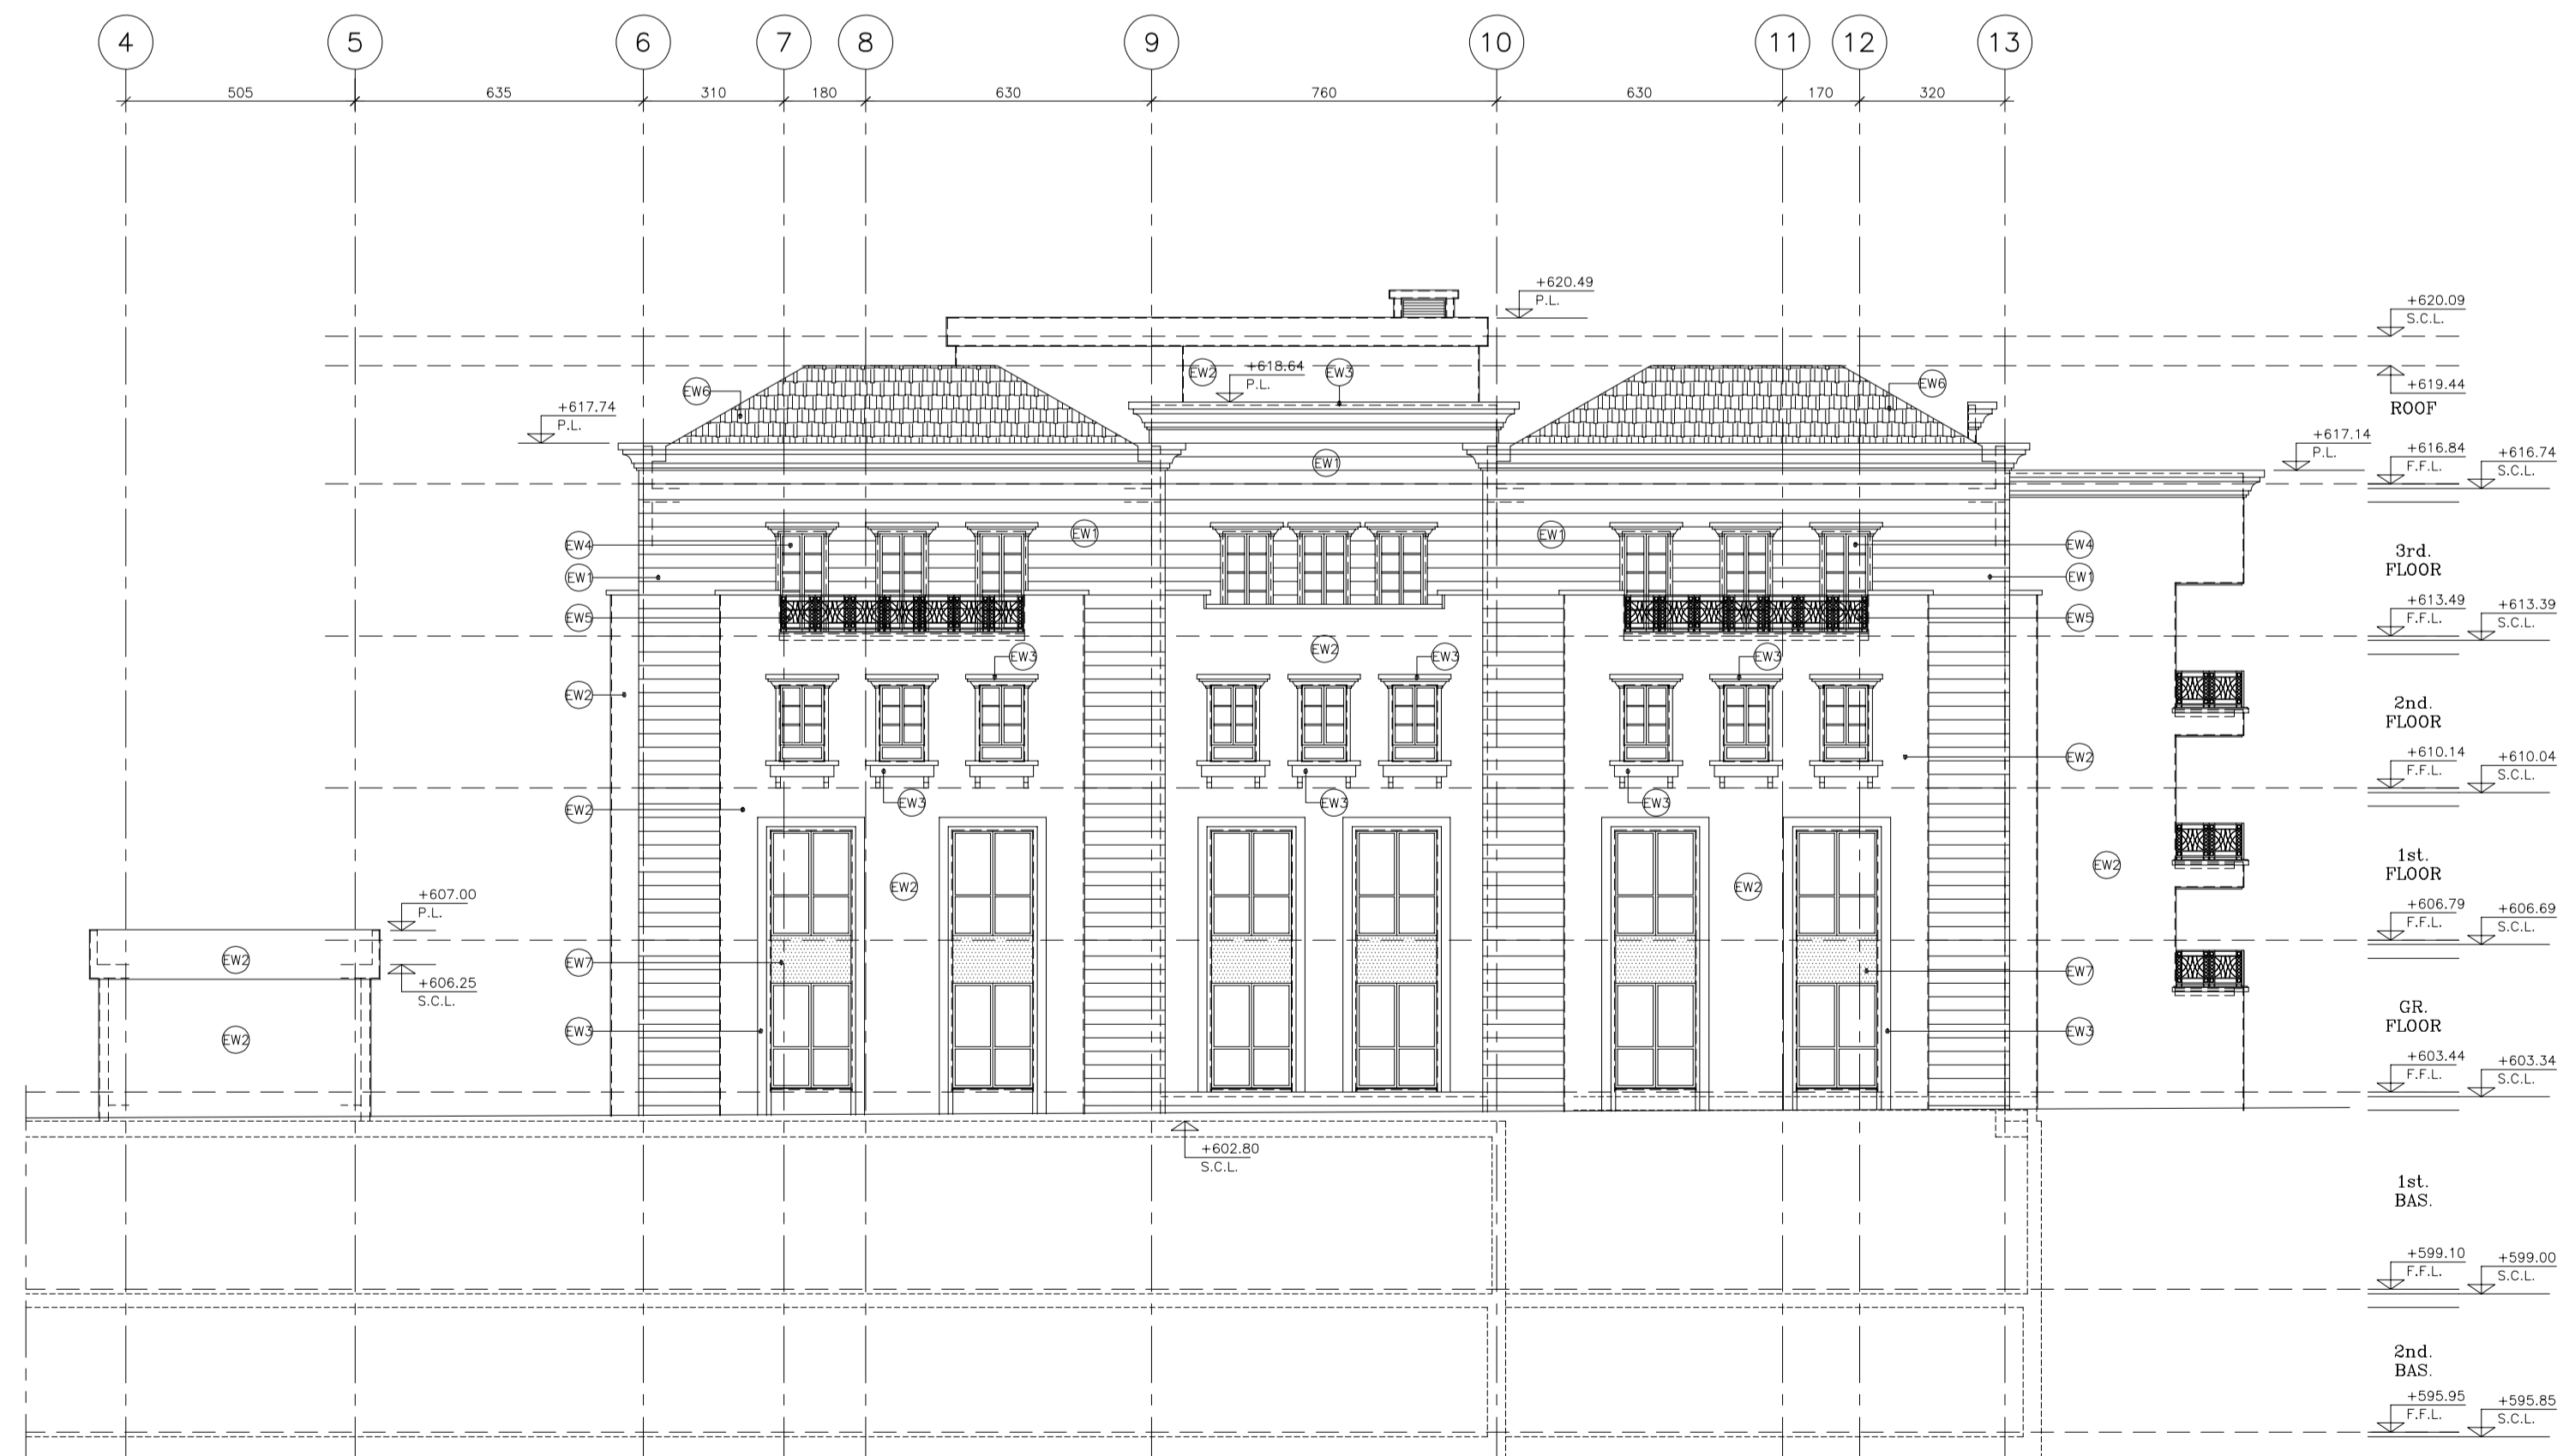 4 5 6 7 8 9 10 11 12 13
505 635 310 180 630 760 630 170 320
+620.49
P.L.
+620.09
S.C.L.
EW2
+618.64
P.L.
EW3
EW6
EW6
+619.44
ROOF
+617.74
P.L.
+617.14
P.L.
+616.84
F.F.L.
+616.74
S.C.L.
EW1
EW1
EW1
EW4
EW4
EW1
EW1
3rd.
FLOOR
EW5
EW5
+613.49
F.F.L.
+613.39
S.C.L.
EW2
EW3
EW3
EW3
EW2
2nd.
FLOOR
EW2
+610.14
F.F.L.
+610.04
S.C.L.
EW2
EW3
EW3
EW3
1st.
FLOOR
EW2
EW2
EW2
+607.00
P.L.
+606.79
F.F.L.
+606.69
S.C.L.
EW2
EW7
EW7
+606.25
S.C.L.
GR.
FLOOR
EW2
EW3
EW3
+603.44
F.F.L.
+603.34
S.C.L.
+602.80
S.C.L.
1st.
BAS.
+599.10
F.F.L.
+599.00
S.C.L.
2nd.
BAS.
+595.95
F.F.L.
+595.85
S.C.L.